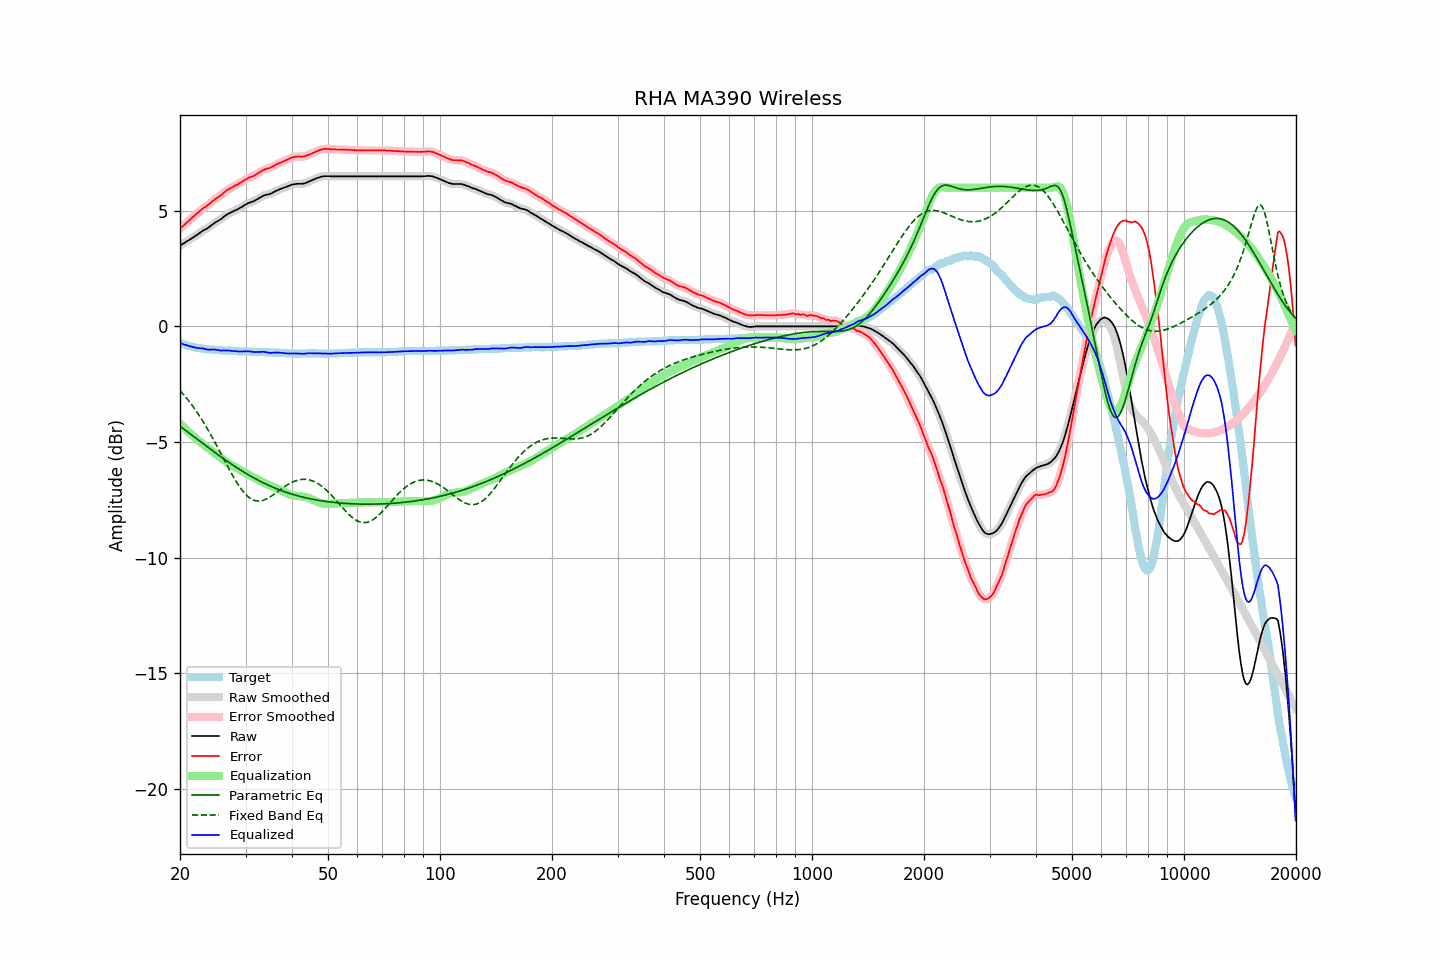 RHA MA390 Wireless
Amplitude (dBr)
5
0
−5
−10
−15
−20
Target
Raw Smoothed
Error Smoothed
Raw
Error
Equalization
Parametric Eq
Fixed Band Eq
Equalized
20 50 100 200 500 1000 2000 5000 10000 20000
Frequency (Hz)